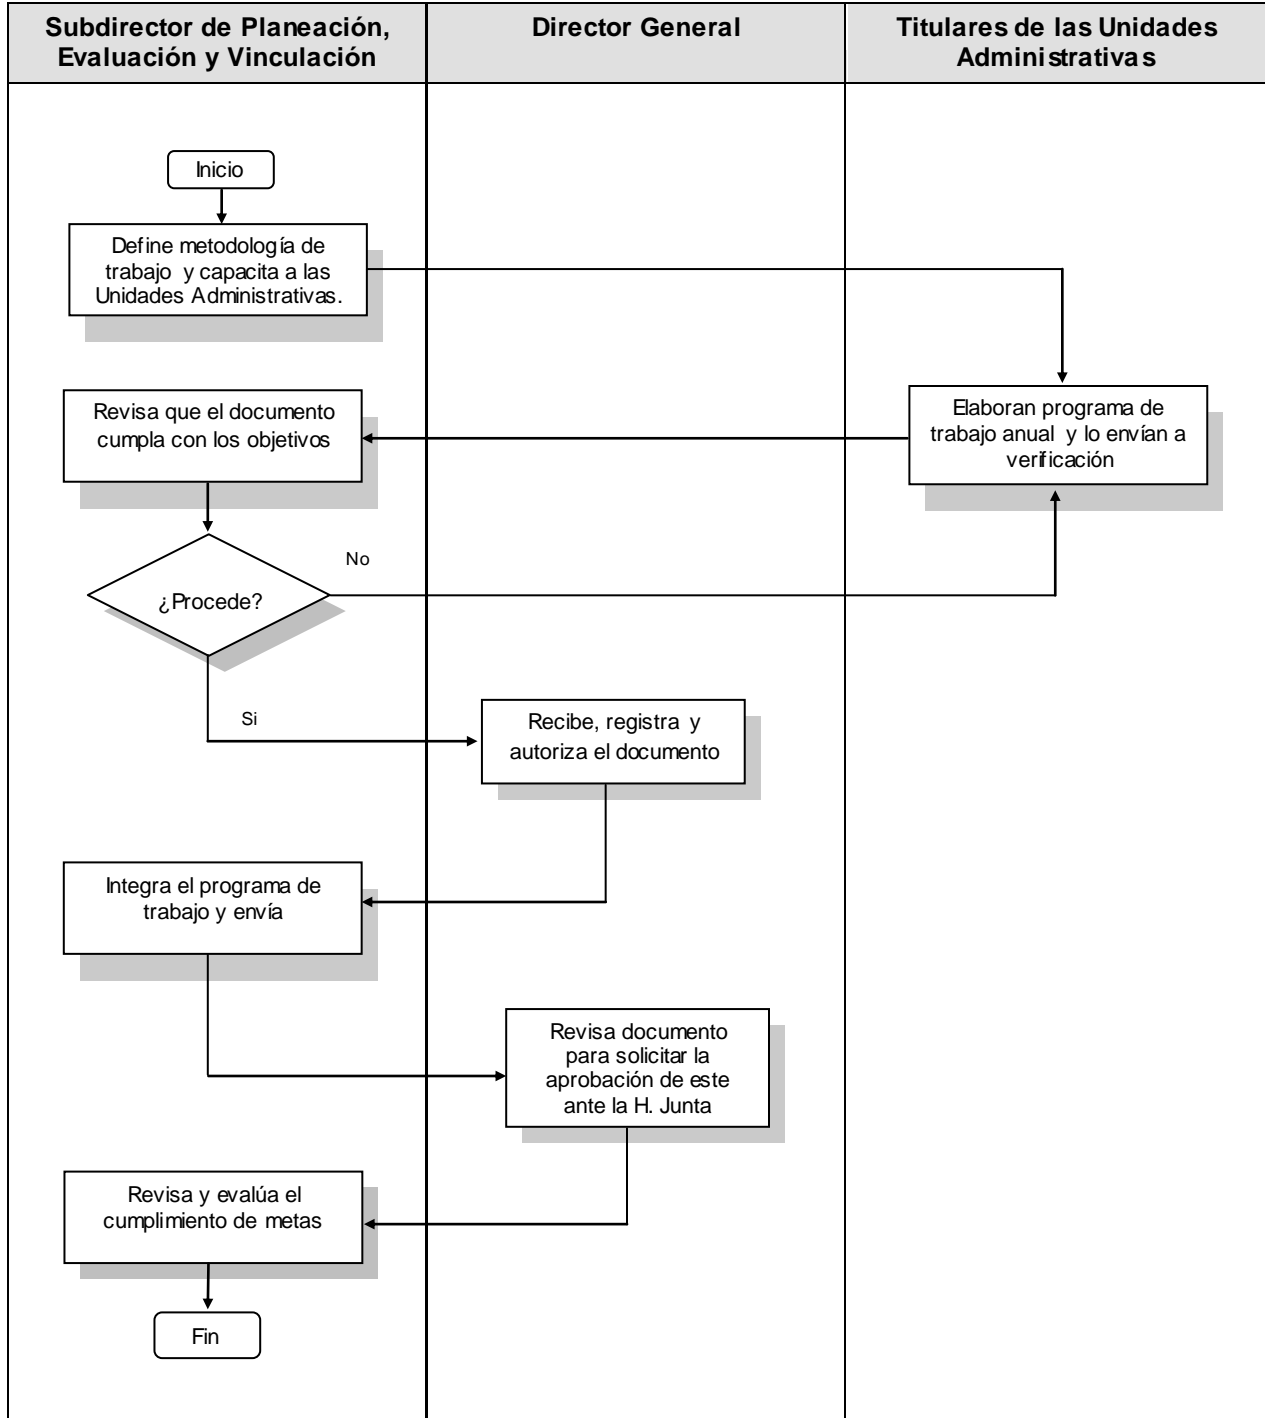 Subdirector de Planeación,
Evaluación y Vinculación
Director General
Titulares de las Unidades
Administrativas
Inicio
Define metodología de
trabajo y capacita a las
Unidades Administrativas.
Elaboran programa de
trabajo anual y lo envían a
verificación
Revisa que el documento
cumpla con los objetivos
¿Procede?
No
Si
Recibe, registra y
autoriza el documento
Integra el programa de
trabajo y envía
Revisa documento
para solicitar la
aprobación de este
ante la H. Junta
Revisa y evalúa el
cumplimiento de metas
Fin